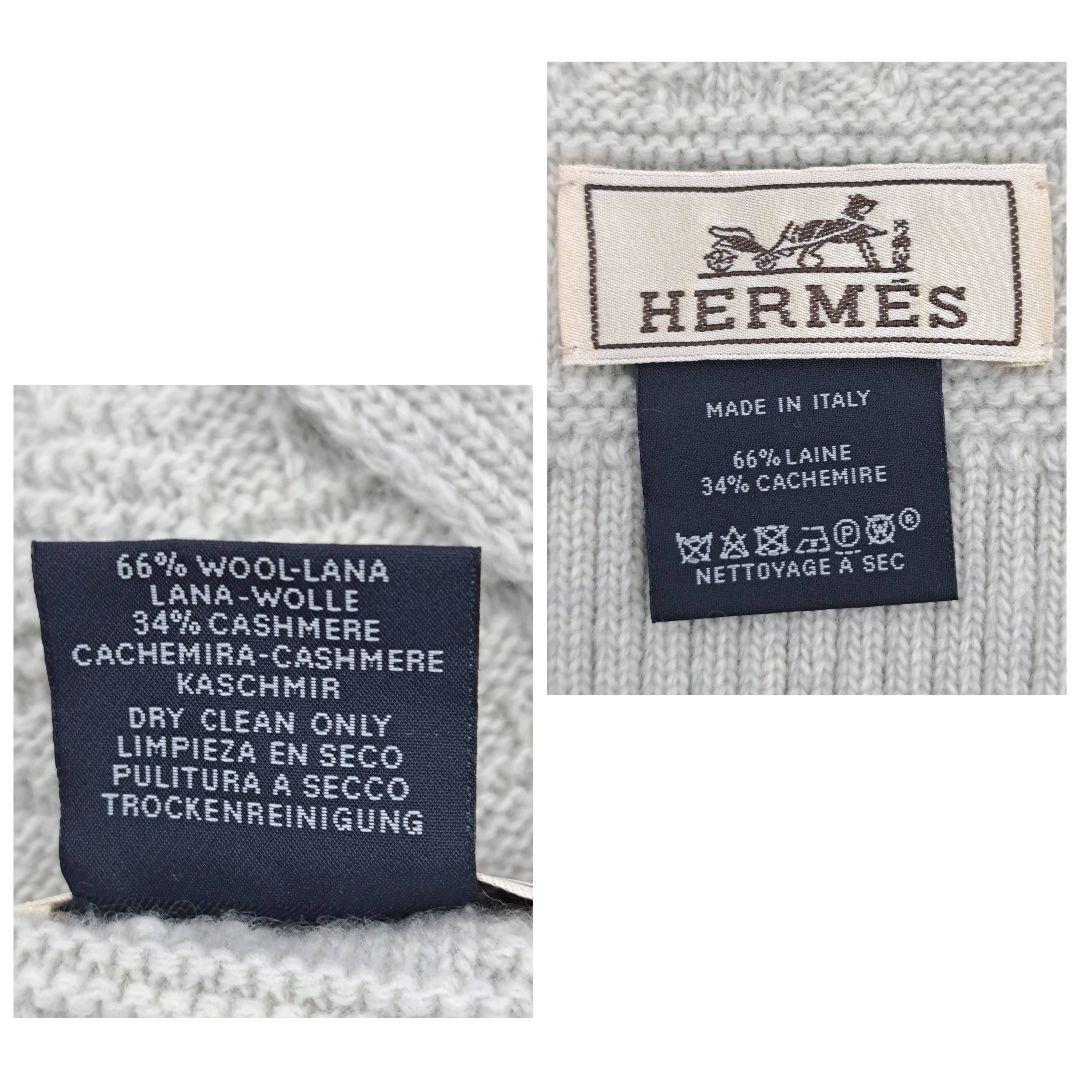 HERMÈS
MADE IN ITALY
66% LAINE
34% CACHEMIRE
W ®
P
NETTOYAGE À SEC
66% WOOL-LANA
LANA-WOLLE
34% CASHMERE
CACHEMIRA-CASHMERE
KASCHMIR
DRY CLEAN ONLY
LIMPIEZA EN SECO
PULITURA A SECCO
TROCKENREINIGUNG